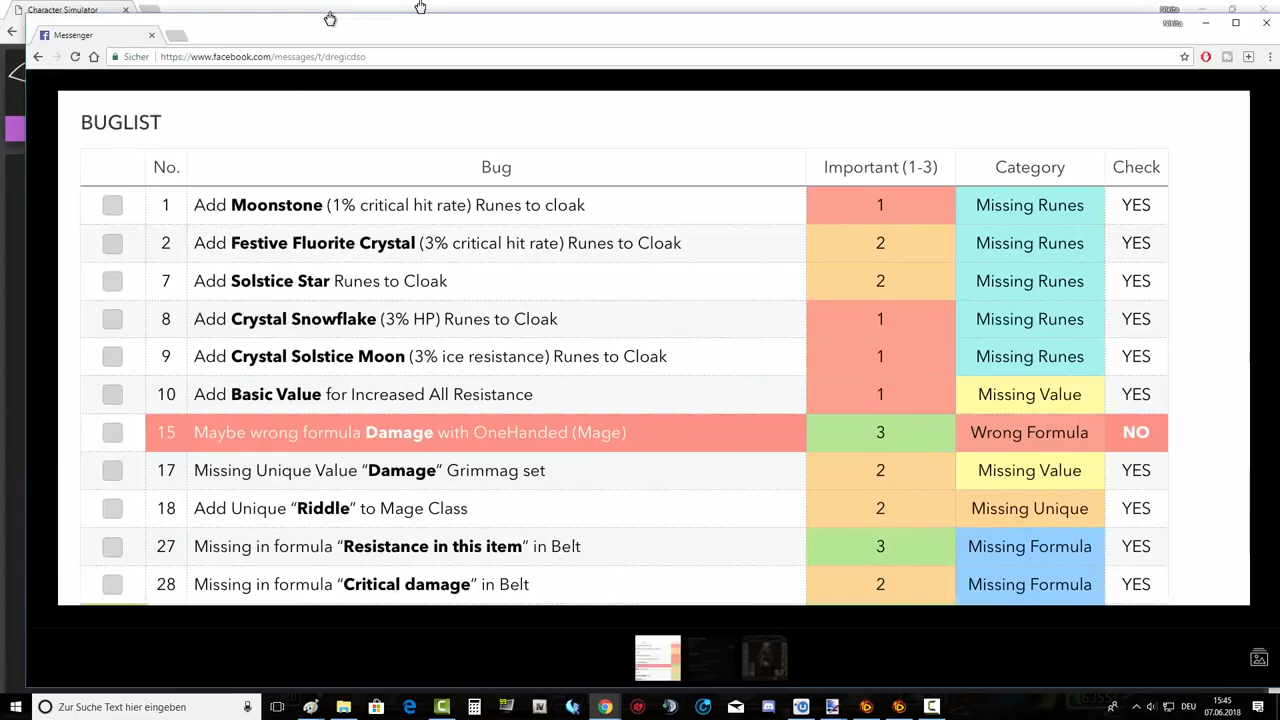 Character Simulator
Nikita
Messenger
Nikita
Sicher https://www.facebook.com/messages/t/dregicdso
BUGLIST
No. Bug Important (1-3) Category Check
1 Add Moonstone (1% critical hit rate) Runes to cloak 1 Missing Runes YES
2 Add Festive Fluorite Crystal (3% critical hit rate) Runes to Cloak 2 Missing Runes YES
7 Add Solstice Star Runes to Cloak 2 Missing Runes YES
8 Add Crystal Snowflake (3% HP) Runes to Cloak 1 Missing Runes YES
9 Add Crystal Solstice Moon (3% ice resistance) Runes to Cloak 1 Missing Runes YES
10 Add Basic Value for Increased All Resistance 1 Missing Value YES
15 Maybe wrong formula Damage with OneHanded (Mage) 3 Wrong Formula NO
17 Missing Unique Value “Damage” Grimmag set 2 Missing Value YES
18 Add Unique “Riddle” to Mage Class 2 Missing Unique YES
27 Missing in formula “Resistance in this item” in Belt 3 Missing Formula YES
28 Missing in formula “Critical damage” in Belt 2 Missing Formula YES
Zur Suche Text hier eingeben
DEU
15:45
07.06.2018